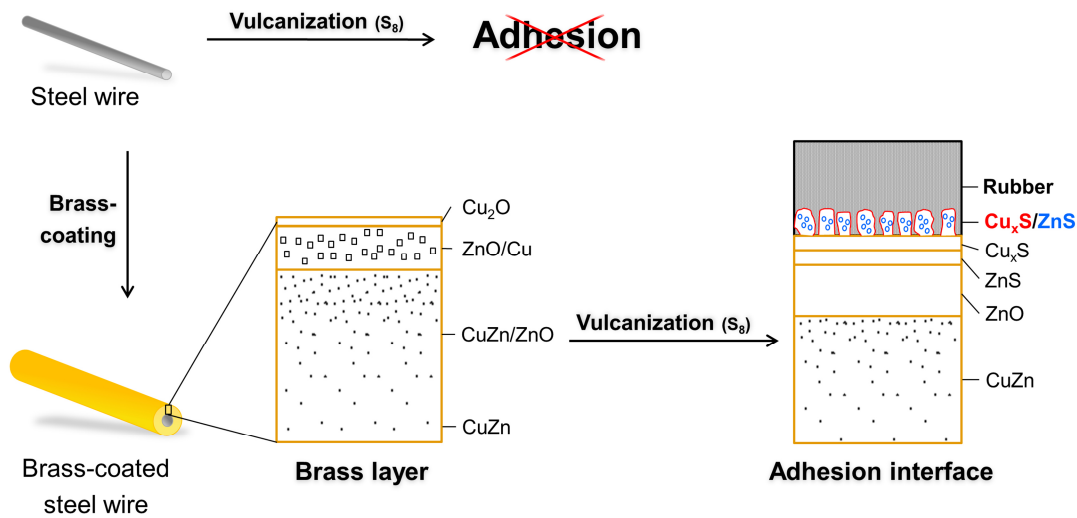 Vulcanization (S₈)
Adhesion
Steel wire
Brass-
coating
Cu₂O
ZnO/Cu
CuZn/ZnO
CuZn
Brass layer
Brass-coated
steel wire
Vulcanization (S₈)
Rubber
CuₓS/ZnS
CuₓS
ZnS
ZnO
CuZn
Adhesion interface